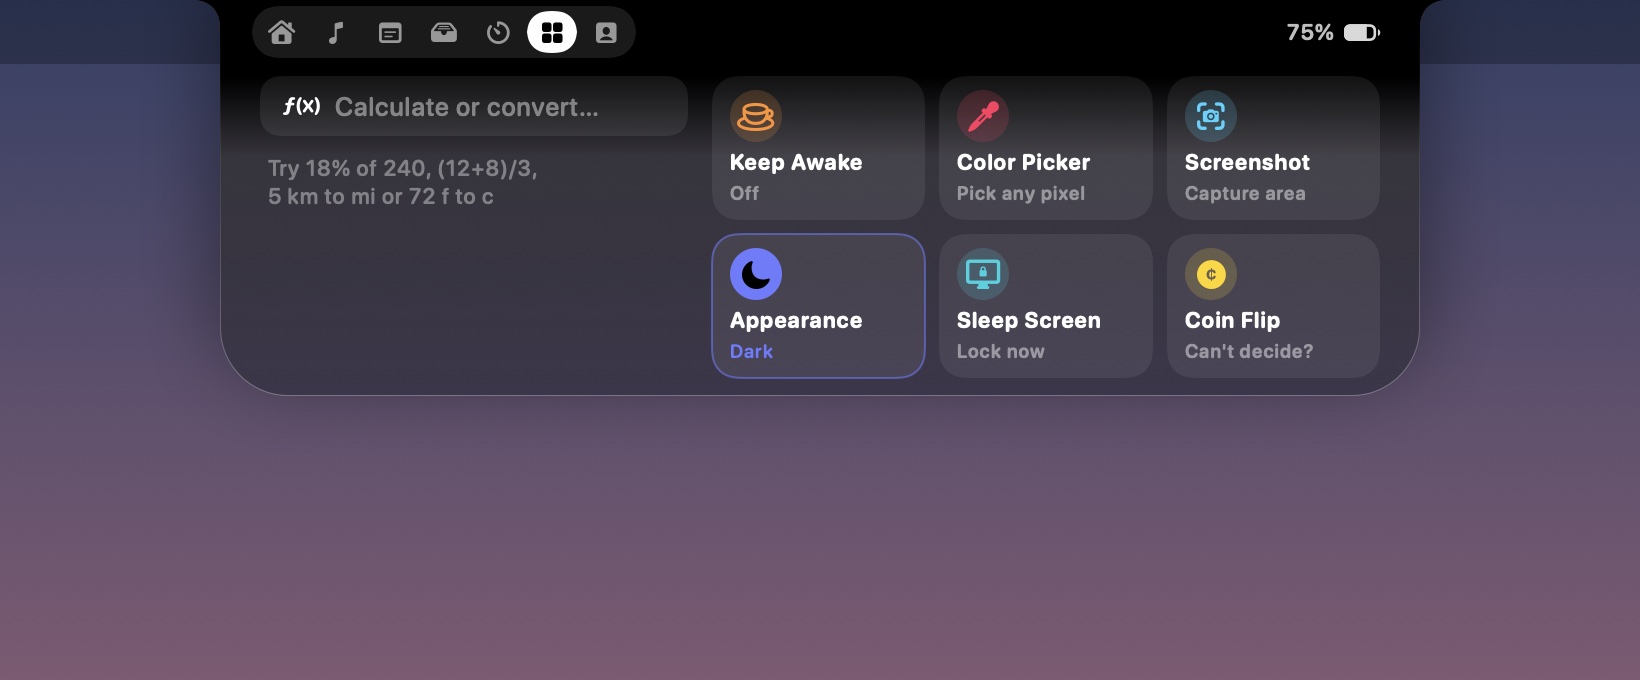 75%
ƒ(x) Calculate or convert...
Try 18% of 240, (12+8)/3,
5 km to mi or 72 f to c
Keep Awake
Off
Color Picker
Pick any pixel
Screenshot
Capture area
Appearance
Dark
Sleep Screen
Lock now
¢
Coin Flip
Can't decide?